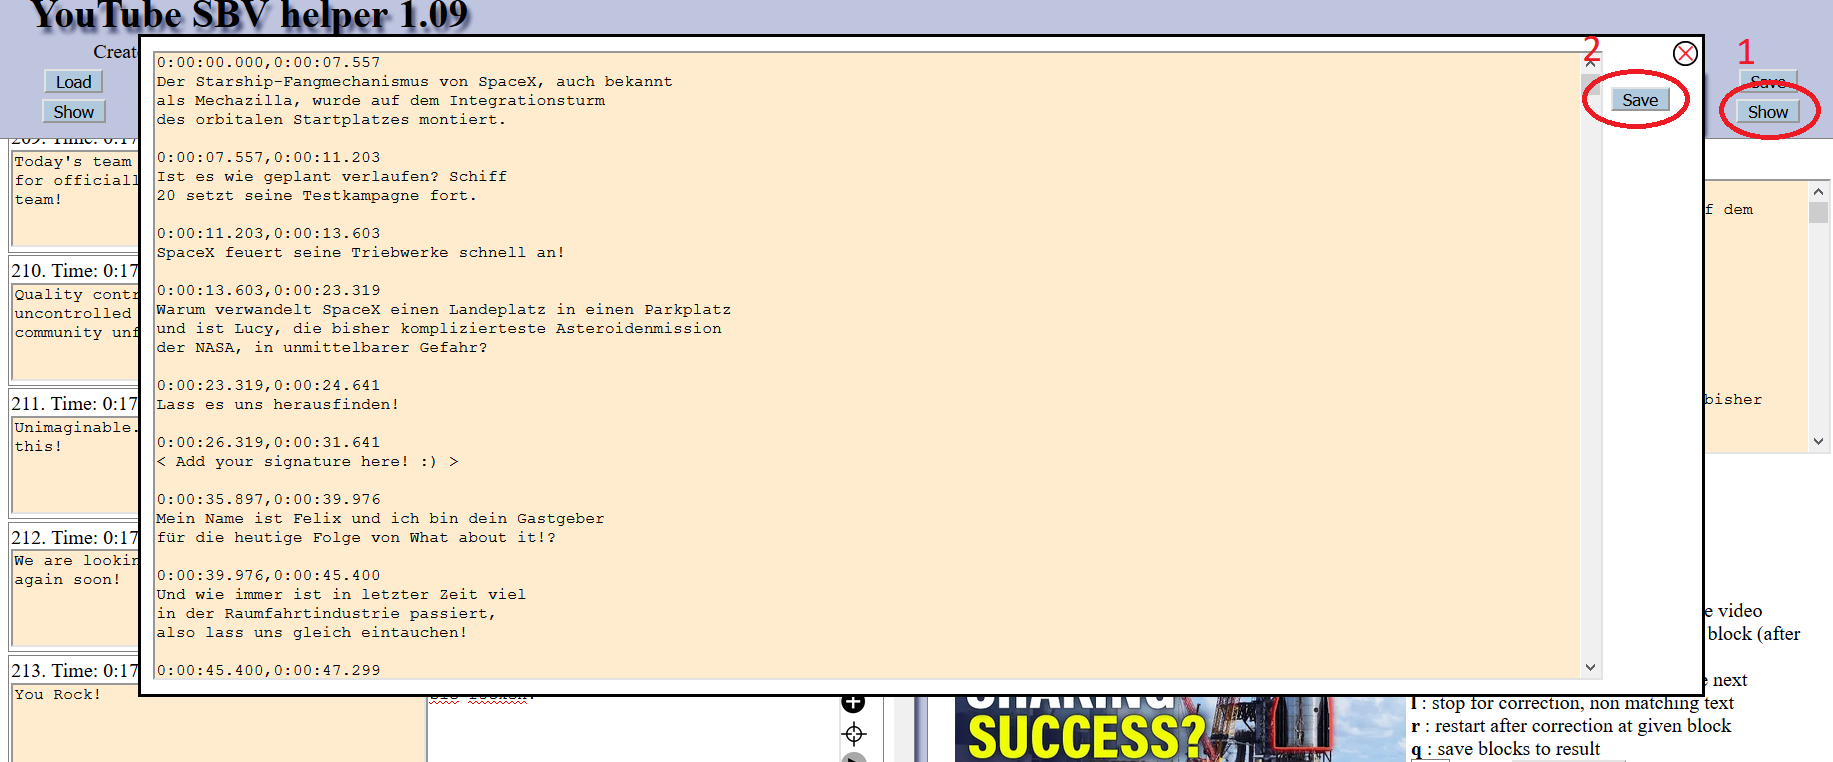 YouTube SBV helper 1.09
Create
Load
Show
2
Save
1
Save
Show
0:00:00.000,0:00:07.557
Der Starship-Fangmechanismus von SpaceX, auch bekannt
als Mechazilla, wurde auf dem Integrationsturm
des orbitalen Startplatzes montiert.
0:00:07.557,0:00:11.203
Ist es wie geplant verlaufen? Schiff
20 setzt seine Testkampagne fort.
0:00:11.203,0:00:13.603
SpaceX feuert seine Triebwerke schnell an!
0:00:13.603,0:00:23.319
Warum verwandelt SpaceX einen Landeplatz in einen Parkplatz
und ist Lucy, die bisher komplizierteste Asteroidenmission
der NASA, in unmittelbarer Gefahr?
0:00:23.319,0:00:24.641
Lass es uns herausfinden!
0:00:26.319,0:00:31.641
< Add your signature here! :) >
0:00:35.897,0:00:39.976
Mein Name ist Felix und ich bin dein Gastgeber
für die heutige Folge von What about it!?
0:00:39.976,0:00:45.400
Und wie immer ist in letzter Zeit viel
in der Raumfahrtindustrie passiert,
also lass uns gleich eintauchen!
0:00:45.400,0:00:47.299
209. Time: 0:17
Today's team
for officiall
team!
210. Time: 0:17
Quality contr
uncontrolled
community unf
211. Time: 0:17
Unimaginable.
this!
212. Time: 0:17
We are lookin
again soon!
213. Time: 0:17
You Rock!
f dem
bisher
e video
block (after
e next
l : stop for correction, non matching text
r : restart after correction at given block
q : save blocks to result
SUCCESS?